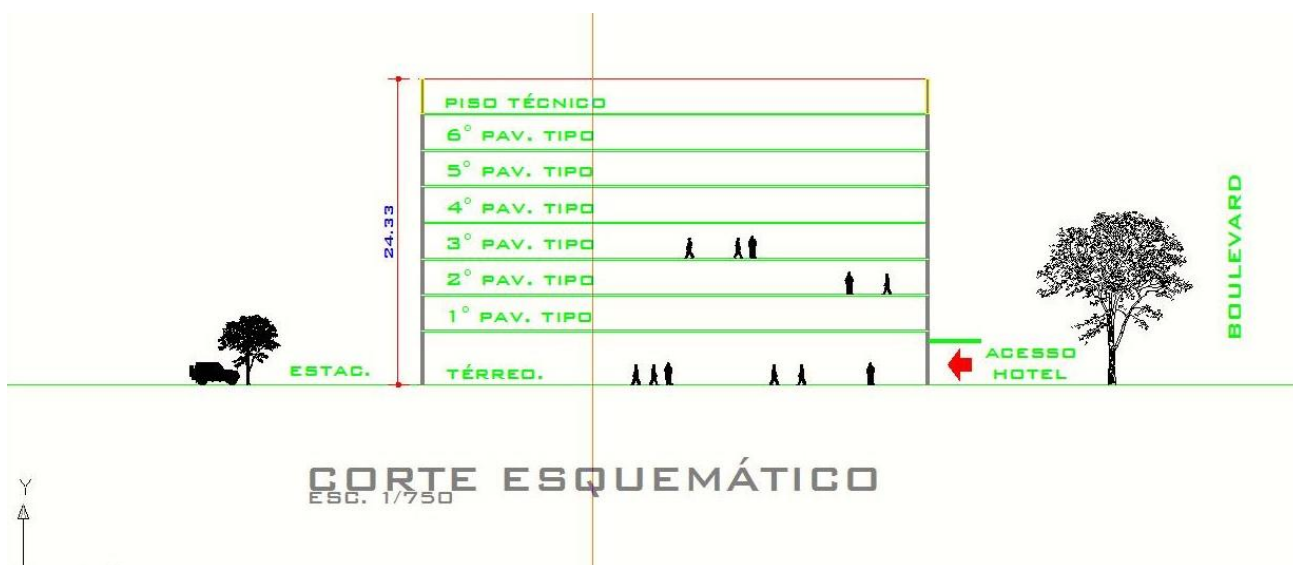 PISO TÉCNICO
6° PAV. TIPO
5° PAV. TIPO
4° PAV. TIPO
3° PAV. TIPO
2° PAV. TIPO
1° PAV. TIPO
TÉRREO.
24.33
ESTAC.
ACESSO
HOTEL
BOULEVARD
CORTE ESQUEMÁTICO
ESC. 1/750
Y